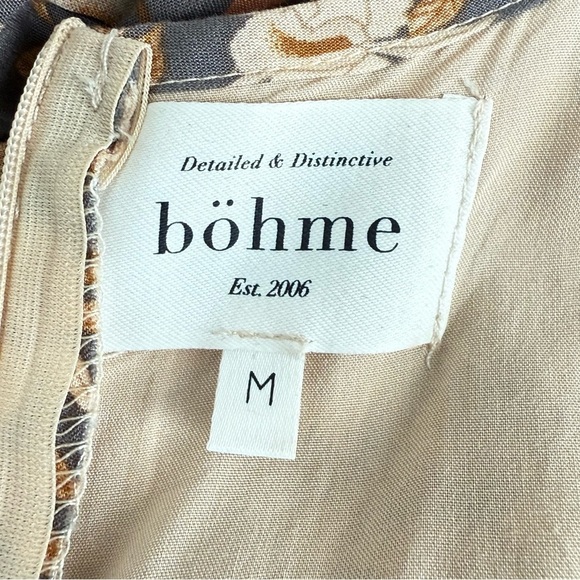 Detailed & Distinctive
böhme
Est. 2006
M